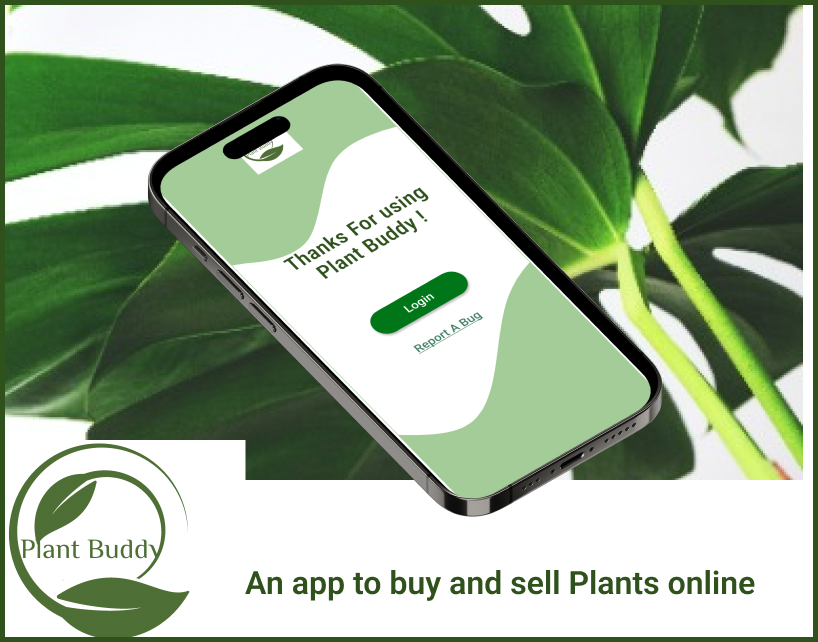 Thanks For using
Plant Buddy !
Login
Report A Bug
Plant Buddy
An app to buy and sell Plants online